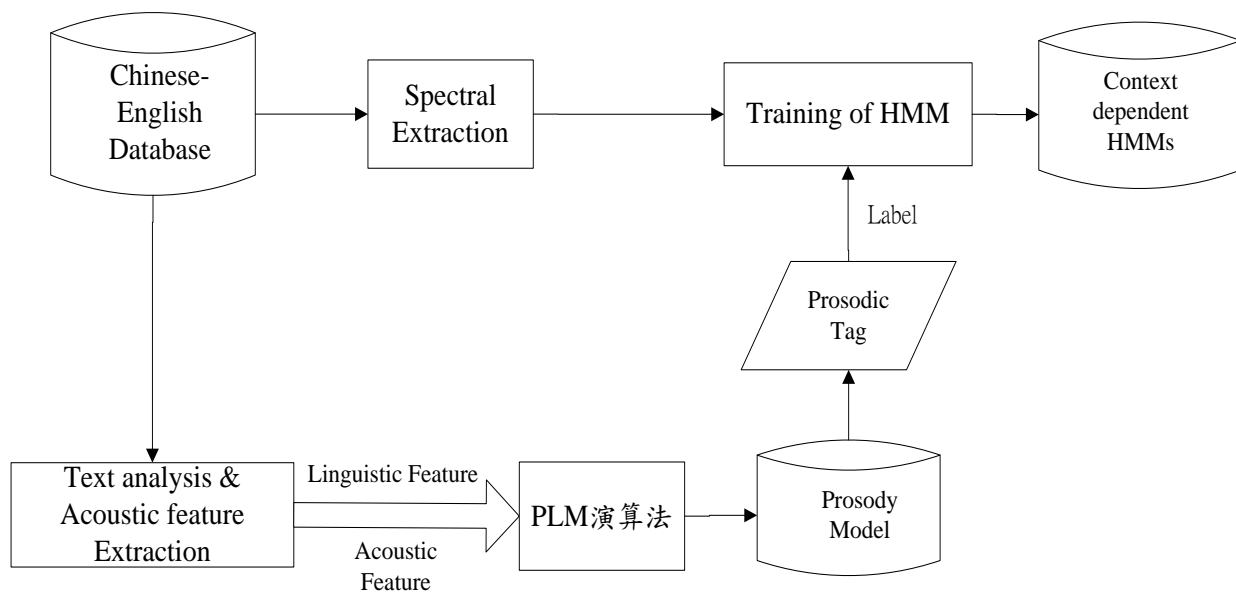 Chinese-
English
Database
Spectral
Extraction
Training of HMM
Context
dependent
HMMs
Label
Prosodic
Tag
Text analysis &
Acoustic feature
Extraction
Linguistic Feature
Acoustic
Feature
PLM演算法
Prosody
Model